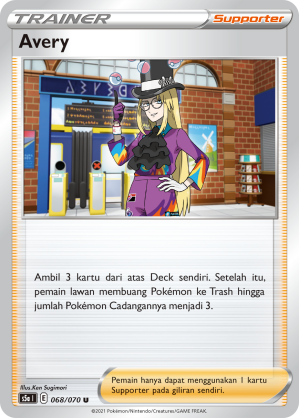 TRAINER Supporter
Avery
Ambil 3 kartu dari atas Deck sendiri. Setelah itu,
pemain lawan membuang Pokémon ke Trash hingga
jumlah Pokémon Cadangannya menjadi 3.
Illus.Ken Sugimori
s5a I E 068/070 U
Pemain hanya dapat menggunakan 1 kartu
Supporter pada giliran sendiri.
©2021 Pokémon/Nintendo/Creatures/GAME FREAK.